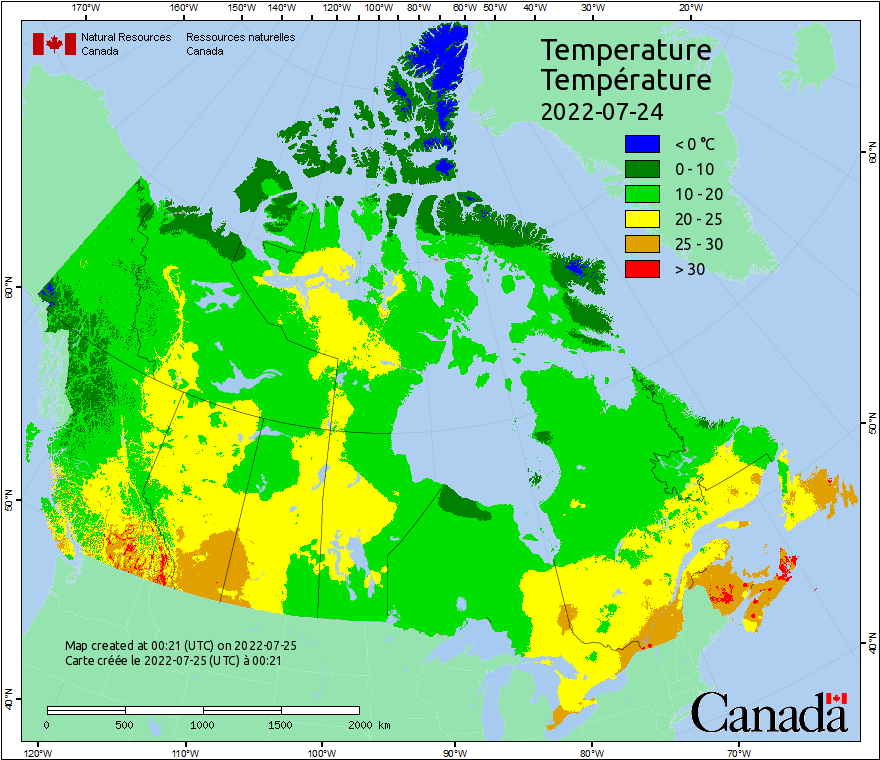 170°W 160°W 150°W 140°W 120°W 100°W 80°W 60°W 50°W 40°W 30°W 20°W
Natural Resources Ressources naturelles
Canada Canada
Temperature
Température
2022-07-24
< 0 °C
0 - 10
10 - 20
20 - 25
25 - 30
> 30
60°N
60°N
50°N
50°N
40°N
40°N
Map created at 00:21 (UTC) on 2022-07-25
Carte créée le 2022-07-25 (UTC) à 00:21
0 500 1000 1500 2000 km
Canada
120°W 110°W 100°W 90°W 80°W 70°W